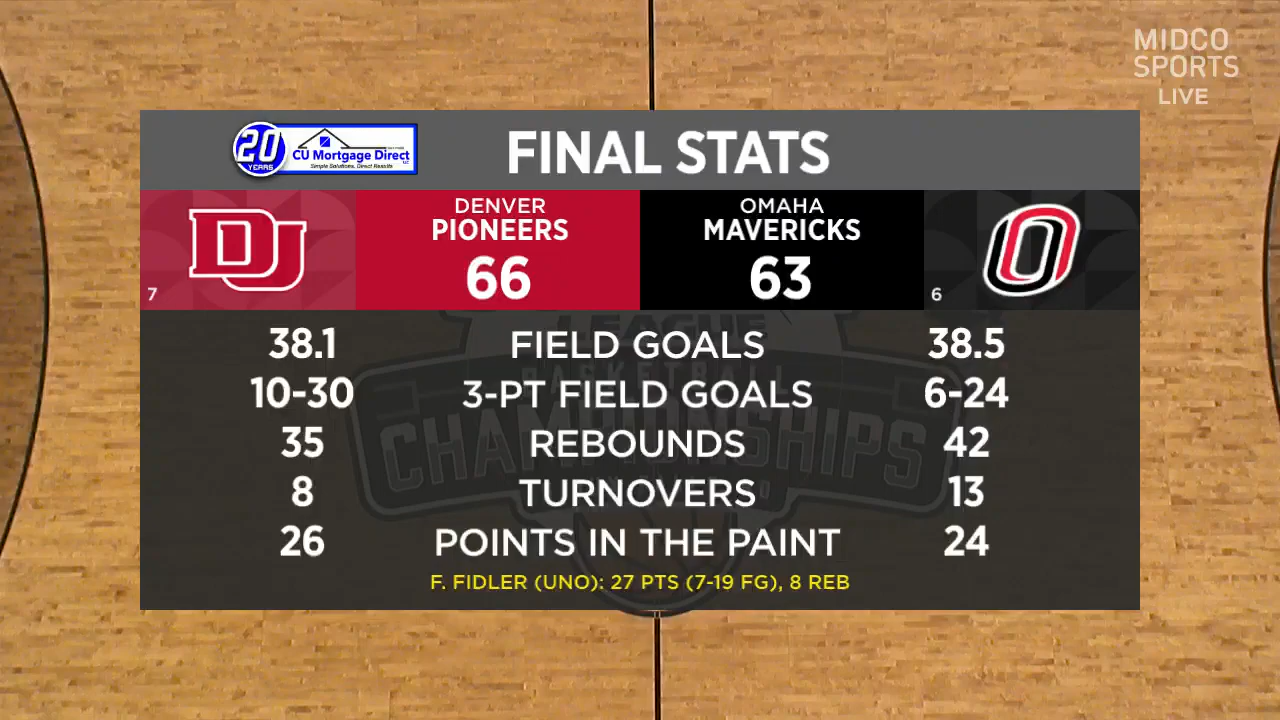 MIDCO
SPORTS
LIVE
20
YEARS
CU Mortgage Direct
Simple Solutions, Direct Results
FINAL STATS
DU
7
DENVER
PIONEERS
66
OMAHA
MAVERICKS
63
6
O
38.1 FIELD GOALS 38.5
10-30 3-PT FIELD GOALS 6-24
35 REBOUNDS 42
8 TURNOVERS 13
26 POINTS IN THE PAINT 24
F. FIDLER (UNO): 27 PTS (7-19 FG), 8 REB
LEAGUE
BASKETBALL
CHAMPIONSHIPS